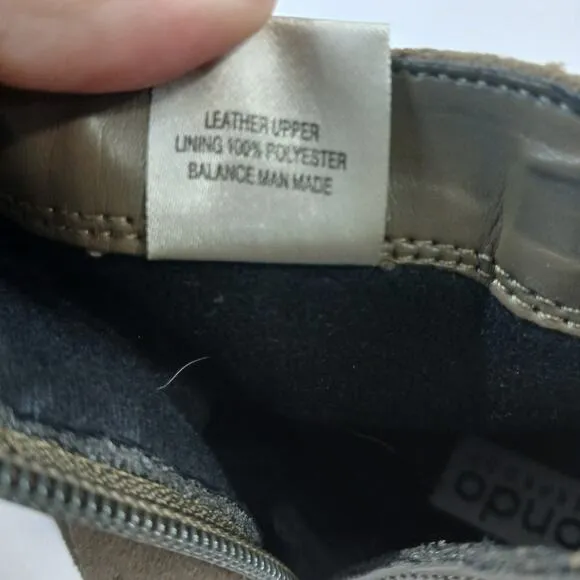 LEATHER UPPER
LINING 100% POLYESTER
BALANCE MAN MADE